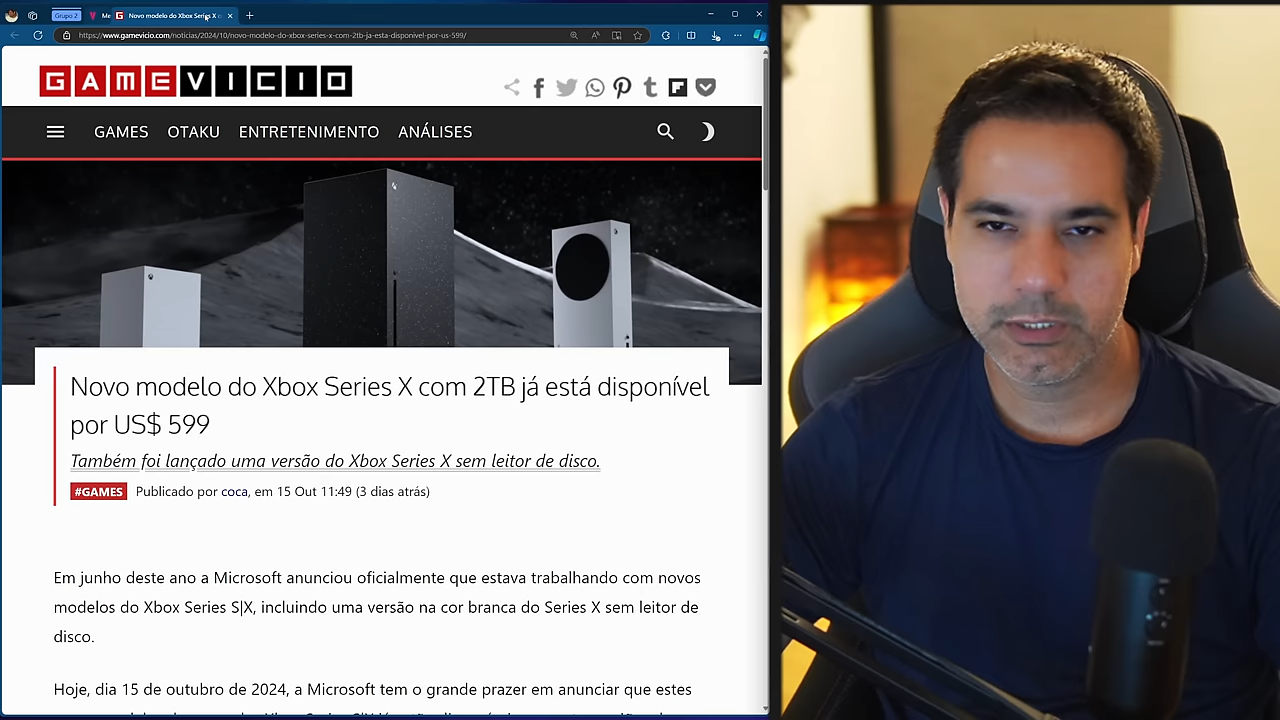 Grupo 2
Me
Novo modelo do Xbox Series X
https://www.gamevicio.com/noticias/2024/10/novo-modelo-do-xbox-series-x-com-2tb-ja-esta-disponivel-por-us-599/
GAMEVICIO
GAMES OTAKU ENTRETENIMENTO ANÁLISES
Novo modelo do Xbox Series X com 2TB já está disponível
por US$ 599
Também foi lançado uma versão do Xbox Series X sem leitor de disco.
#GAMES Publicado por coca, em 15 Out 11:49 (3 dias atrás)
Em junho deste ano a Microsoft anunciou oficialmente que estava trabalhando com novos
modelos do Xbox Series S|X, incluindo uma versão na cor branca do Series X sem leitor de
disco.
Hoje, dia 15 de outubro de 2024, a Microsoft tem o grande prazer em anunciar que estes